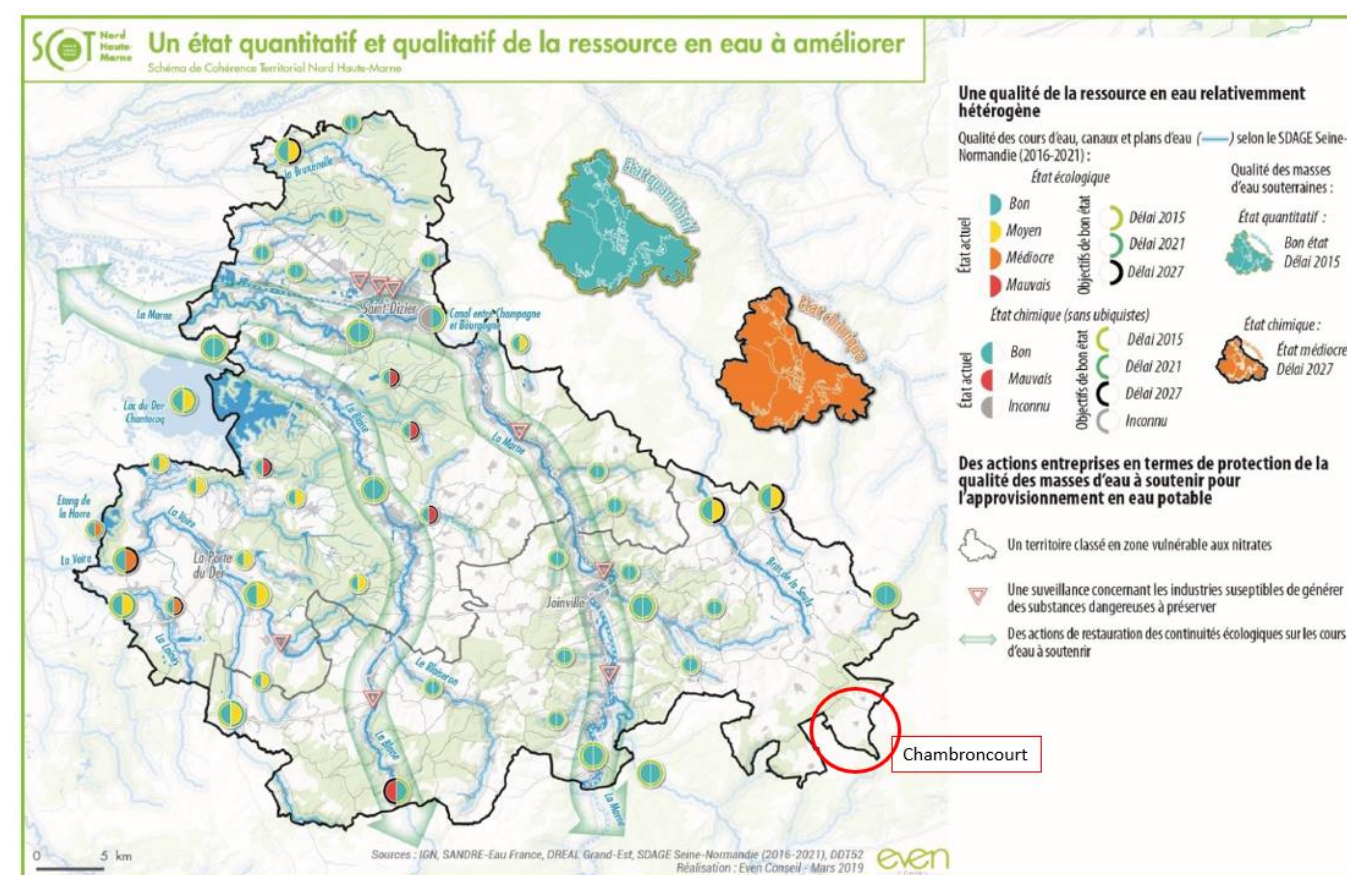 SCOT Nord Haute-Marne
Un état quantitatif et qualitatif de la ressource en eau à améliorer
Schéma de Cohérence Territorial Nord Haute-Marne
la Bruxenelle
La Marne
Saint-Dizier
Canal entre Champagne
et Bourgogne
Lac du Der
Chantecoq
La Blaise
La Marne
Etang de
la Horre
La Voire
La Voire
La Porte
du Der
Joinville
Bras de la Saulx
La Laines
Le Blaiseron
La Blaise
La Marne
Etat quantitatif
Etat chimique
Chambroncourt
0 5 km
Sources : IGN, SANDRE-Eau France, DREAL Grand-Est, SDAGE Seine-Normandie (2016-2021), DDT52
Réalisation : Even Conseil - Mars 2019
even
Une qualité de la ressource en eau relativemment
hétérogène
Qualité des cours d'eau, canaux et plans d'eau ( ) selon le SDAGE Seine-
Normandie (2016-2021) :
État écologique
État actuel
Bon
Moyen
Médiocre
Mauvais
Objectifs de bon état
Délai 2015
Délai 2021
Délai 2027
État chimique (sans ubiquistes)
État actuel
Bon
Mauvais
Inconnu
Objectifs de bon état
Délai 2015
Délai 2021
Délai 2027
Inconnu
Qualité des masses
d'eau souterraines :
État quantitatif :
Bon état
Délai 2015
État chimique :
État médiocre
Délai 2027
Des actions entreprises en termes de protection de la
qualité des masses d'eau à soutenir pour
l'approvisionnement en eau potable
Un territoire classé en zone vulnérable aux nitrates
Une suveillance concernant les industries suseptibles de générer
des substances dangereuses à préserver
Des actions de restauration des continuités écologiques sur les cours
d'eau à soutenrir